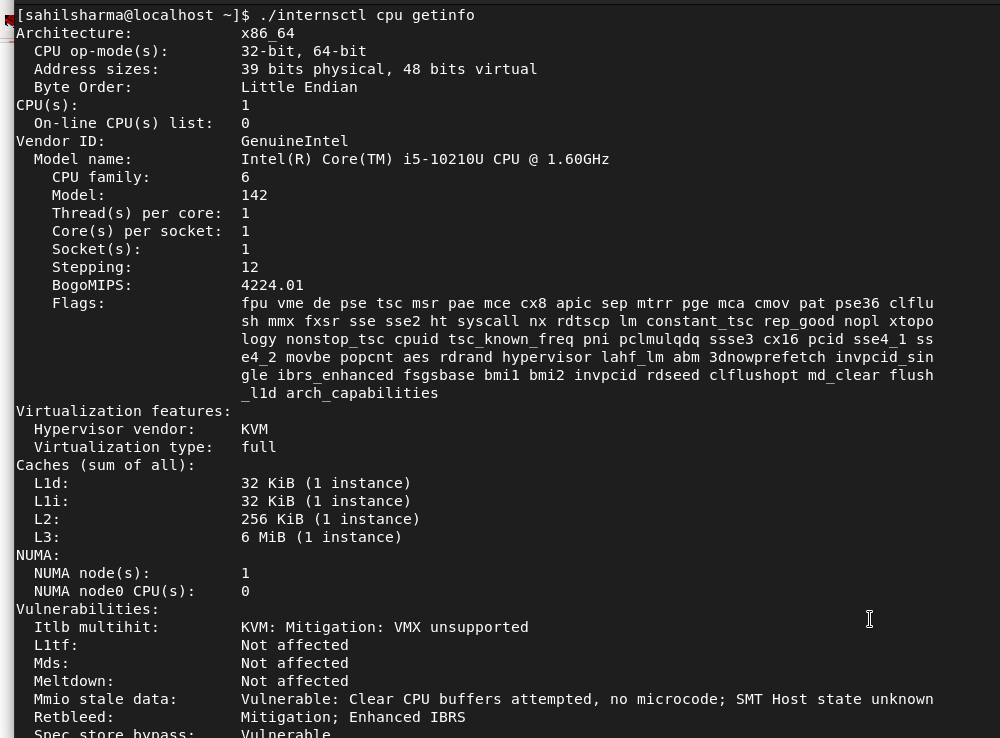 [sahilsharma@localhost ~]$ ./internsctl cpu getinfo
Architecture:            x86_64
  CPU op-mode(s):        32-bit, 64-bit
  Address sizes:         39 bits physical, 48 bits virtual
  Byte Order:            Little Endian
CPU(s):                  1
  On-line CPU(s) list:   0
Vendor ID:               GenuineIntel
  Model name:            Intel(R) Core(TM) i5-10210U CPU @ 1.60GHz
    CPU family:          6
    Model:               142
    Thread(s) per core:  1
    Core(s) per socket:  1
    Socket(s):           1
    Stepping:            12
    BogoMIPS:            4224.01
    Flags:               fpu vme de pse tsc msr pae mce cx8 apic sep mtrr pge mca cmov pat pse36 clflu
                         sh mmx fxsr sse sse2 ht syscall nx rdtscp lm constant_tsc rep_good nopl xtopo
                         logy nonstop_tsc cpuid tsc_known_freq pni pclmulqdq ssse3 cx16 pcid sse4_1 ss
                         e4_2 movbe popcnt aes rdrand hypervisor lahf_lm abm 3dnowprefetch invpcid_sin
                         gle ibrs_enhanced fsgsbase bmi1 bmi2 invpcid rdseed clflushopt md_clear flush
                         _l1d arch_capabilities
Virtualization features:
  Hypervisor vendor:     KVM
  Virtualization type:   full
Caches (sum of all):
  L1d:                   32 KiB (1 instance)
  L1i:                   32 KiB (1 instance)
  L2:                    256 KiB (1 instance)
  L3:                    6 MiB (1 instance)
NUMA:
  NUMA node(s):          1
  NUMA node0 CPU(s):     0
Vulnerabilities:
  Itlb multihit:         KVM: Mitigation: VMX unsupported
  L1tf:                  Not affected
  Mds:                   Not affected
  Meltdown:              Not affected
  Mmio stale data:       Vulnerable: Clear CPU buffers attempted, no microcode; SMT Host state unknown
  Retbleed:              Mitigation; Enhanced IBRS
  Spec store bypass:     Vulnerable